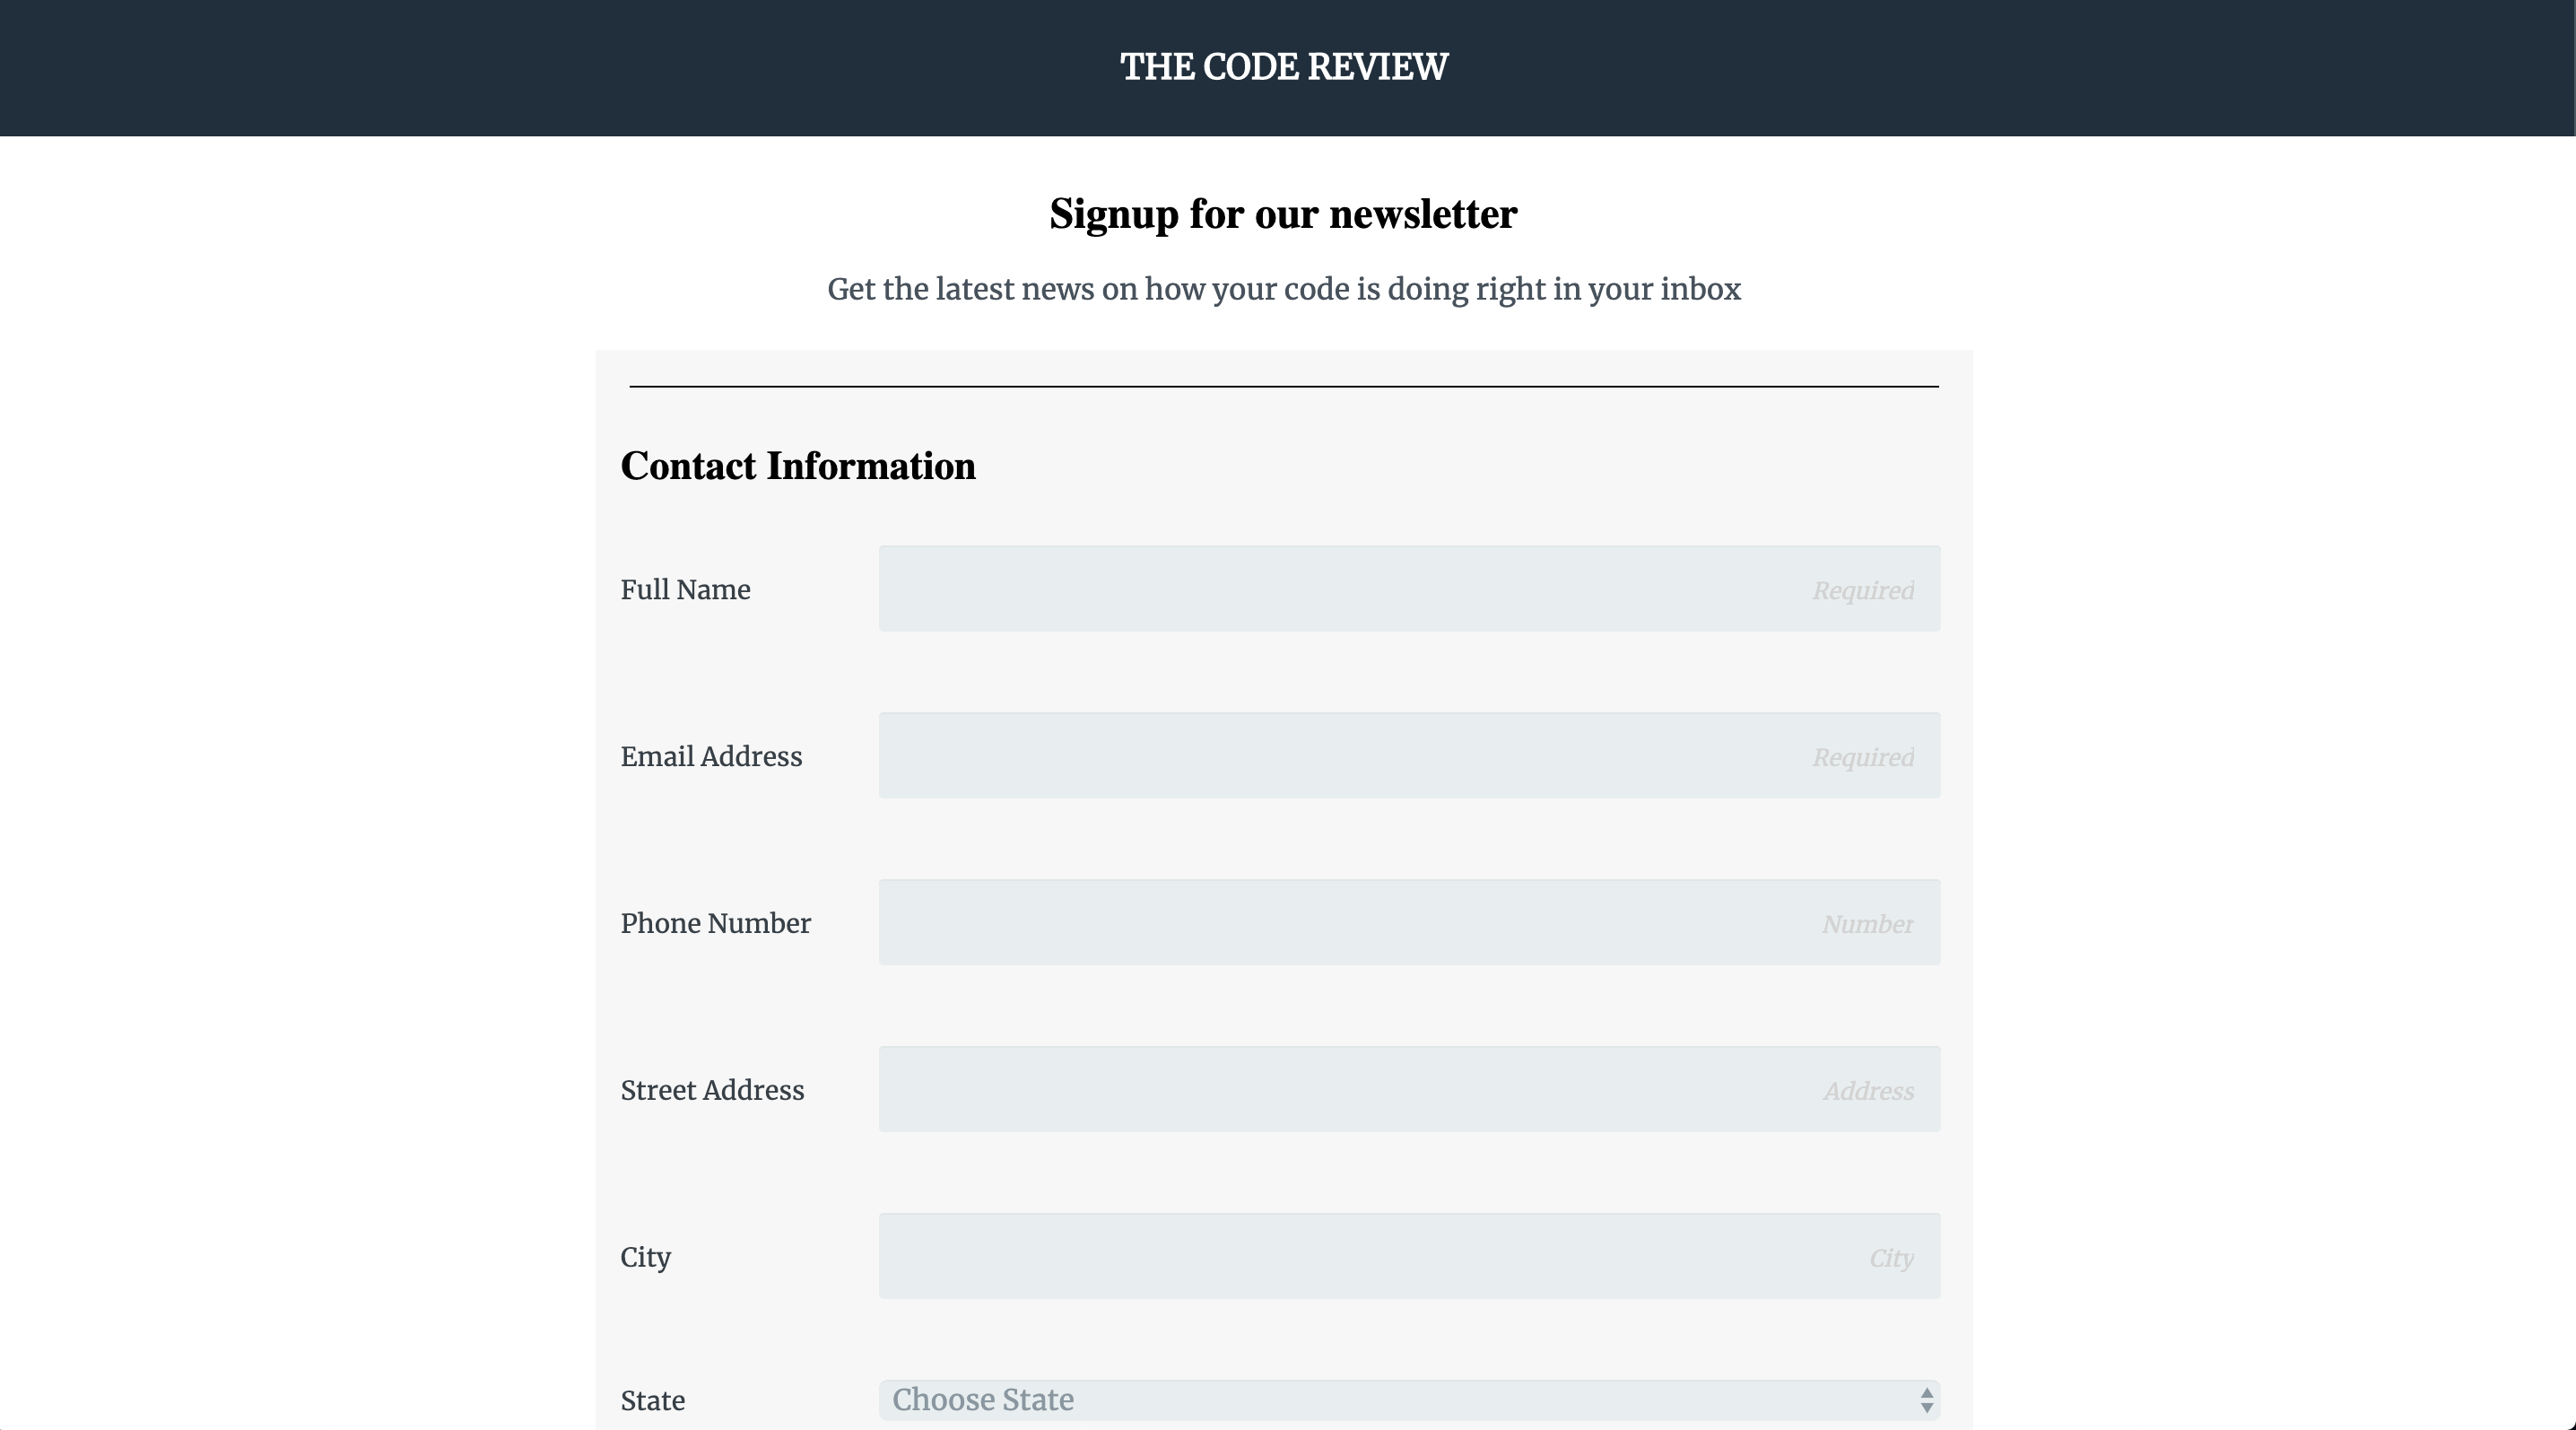 THE CODE REVIEW
Signup for our newsletter
Get the latest news on how your code is doing right in your inbox
Contact Information
Full Name Required
Email Address Required
Phone Number Number
Street Address Address
City City
State Choose State